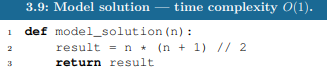 3.9: Model solution — time complexity O(1).
1 def model_solution(n):
2     result = n * (n + 1) // 2
3     return result